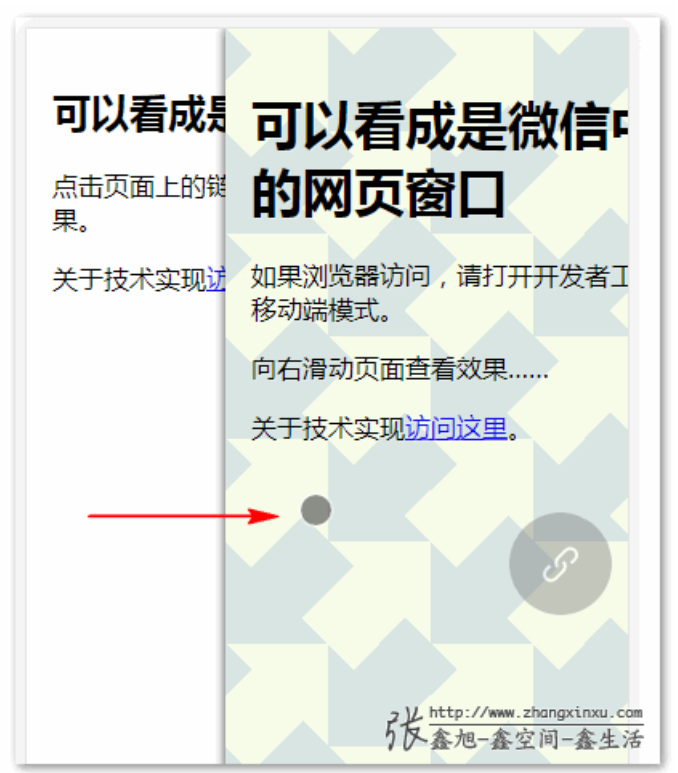 可以看成是
点击页面上的链
果。
关于技术实现访
可以看成是微信中
的网页窗口
如果浏览器访问，请打开开发者工
移动端模式。
向右滑动页面查看效果……
关于技术实现访问这里。
张
http://www.zhangxinxu.com
鑫旭-鑫空间-鑫生活